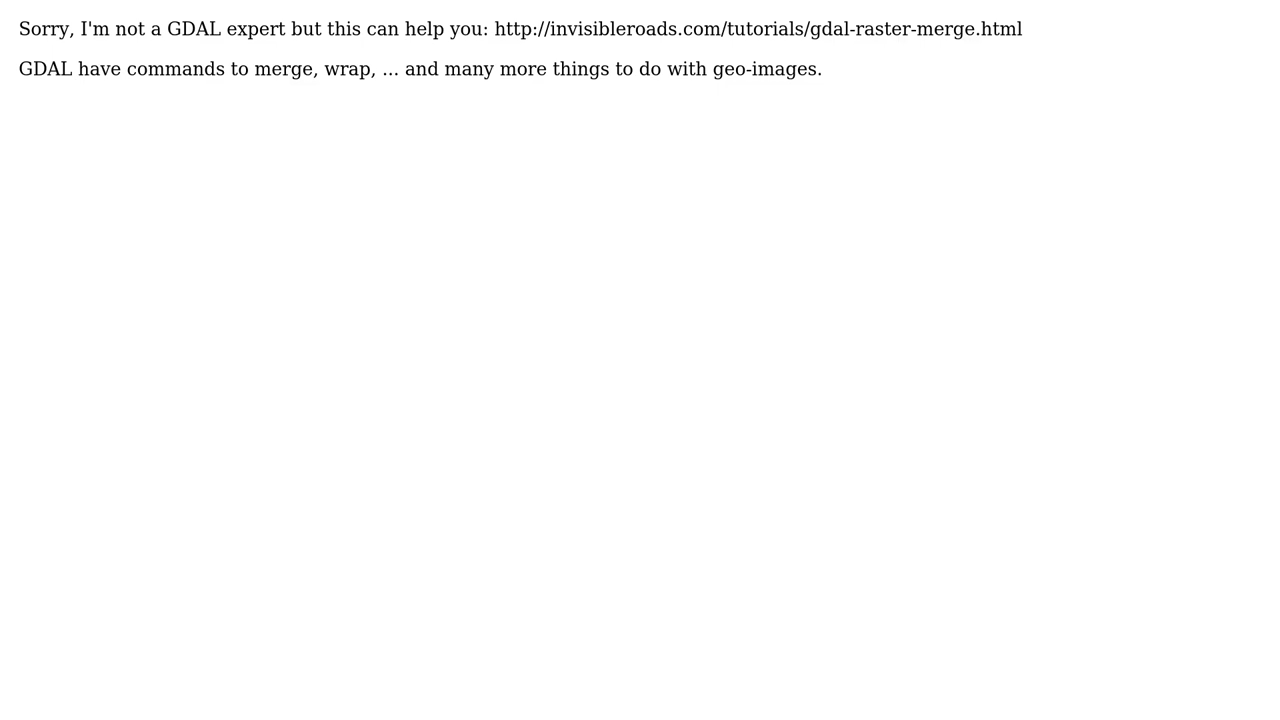 Sorry, I'm not a GDAL expert but this can help you: http://invisibleroads.com/tutorials/gdal-raster-merge.html
GDAL have commands to merge, wrap, ... and many more things to do with geo-images.